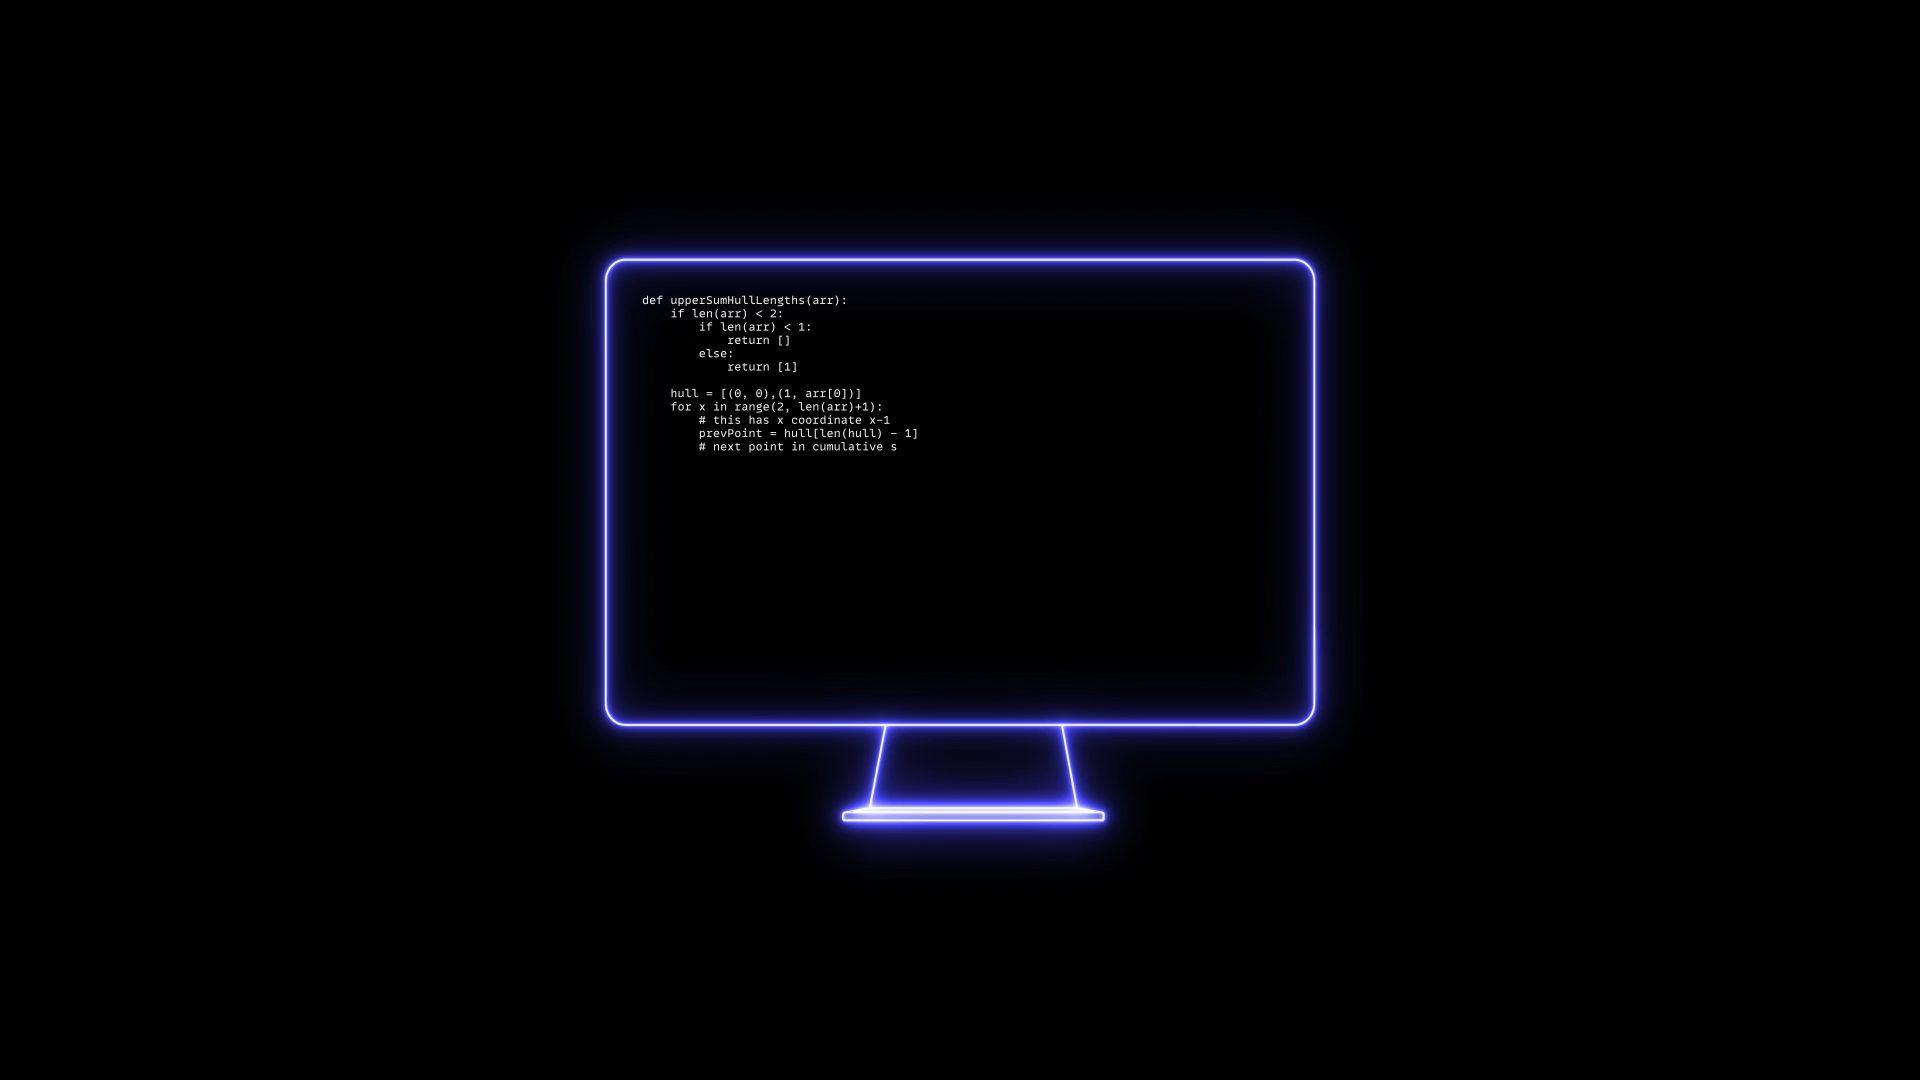 def upperSumHullLengths(arr):
    if len(arr) < 2:
        if len(arr) < 1:
            return []
        else:
            return [1]

    hull = [(0, 0),(1, arr[0])]
    for x in range(2, len(arr)+1):
        # this has x coordinate x-1
        prevPoint = hull[len(hull) - 1]
        # next point in cumulative s